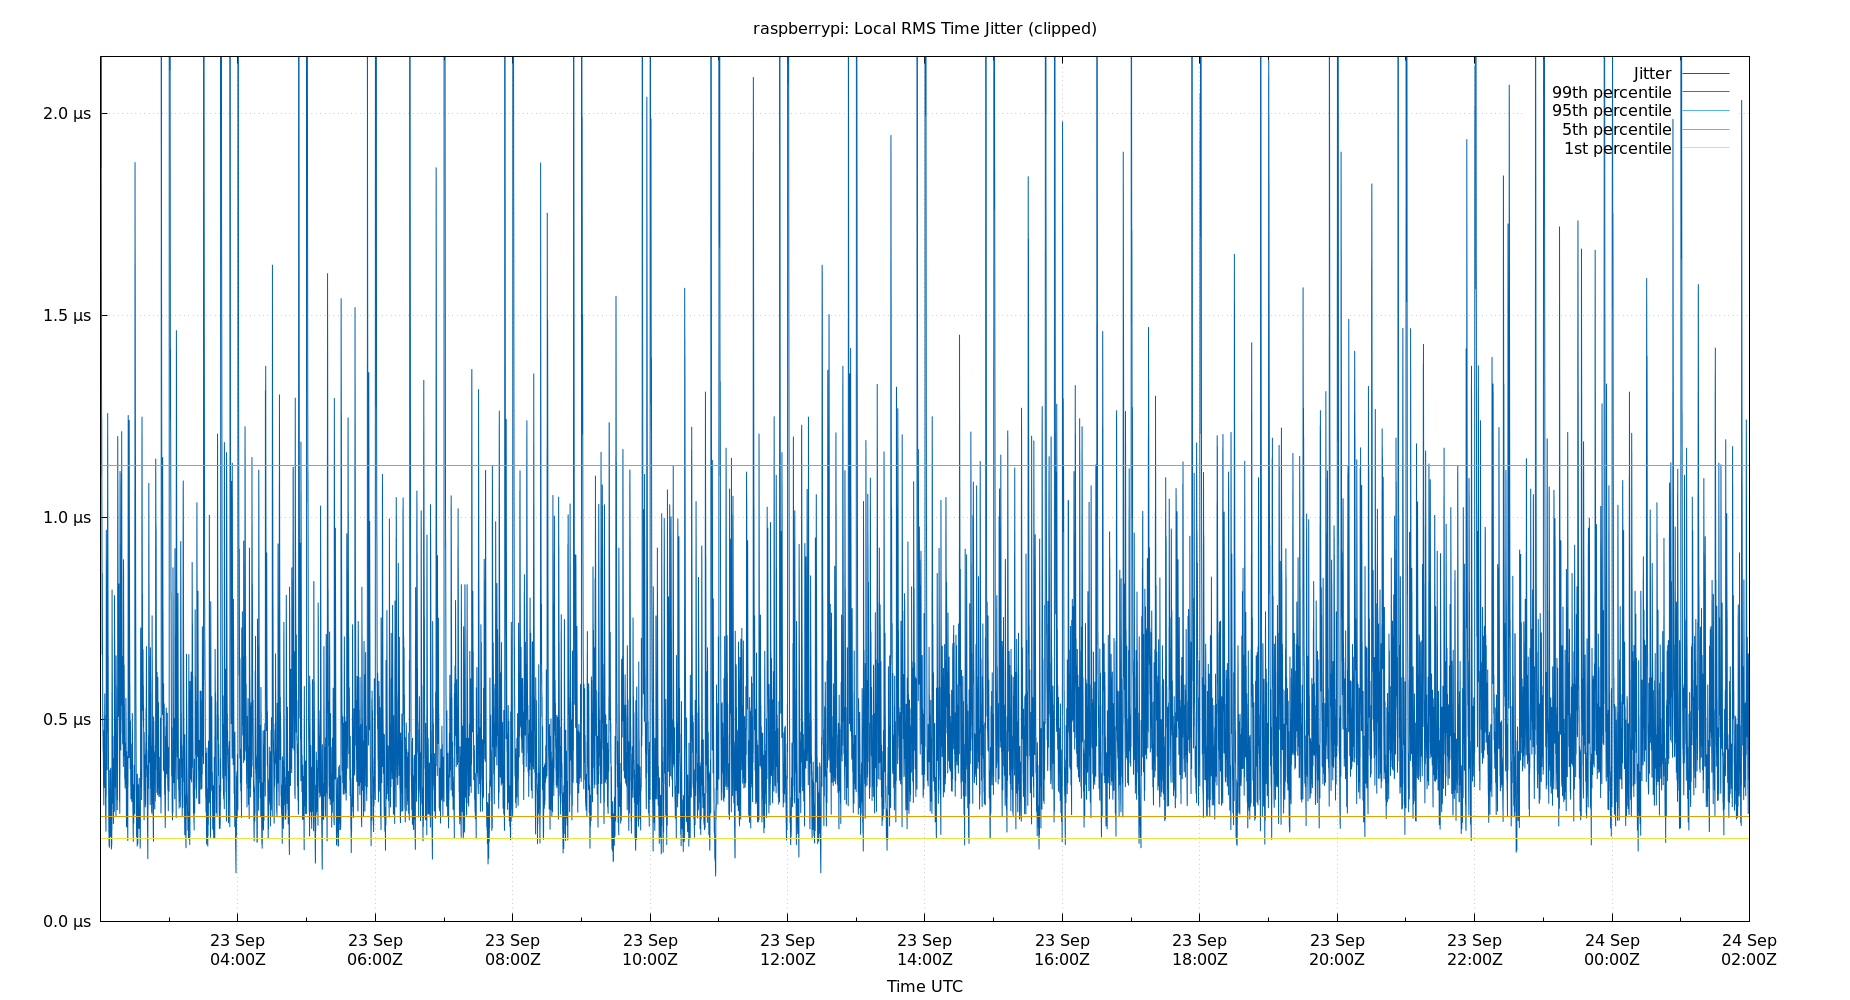 raspberrypi: Local RMS Time Jitter (clipped)
Jitter
99th percentile
95th percentile
5th percentile
1st percentile
2.0 µs
1.5 µs
1.0 µs
0.5 µs
0.0 µs
23 Sep 23 Sep 23 Sep 23 Sep 23 Sep 23 Sep 23 Sep 23 Sep 23 Sep 23 Sep 24 Sep 24 Sep
04:00Z 06:00Z 08:00Z 10:00Z 12:00Z 14:00Z 16:00Z 18:00Z 20:00Z 22:00Z 00:00Z 02:00Z
Time UTC